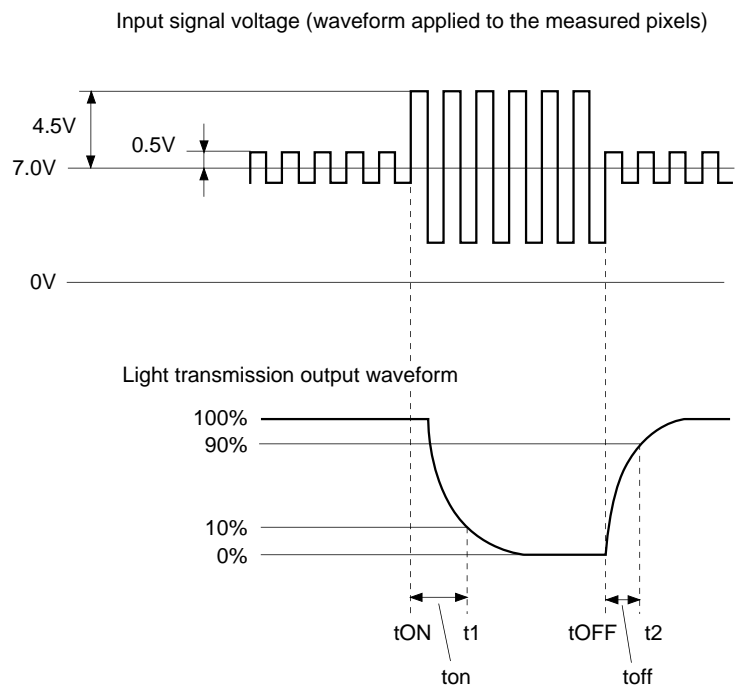 Input signal voltage (waveform applied to the measured pixels)
4.5V
0.5V
7.0V
0V
Light transmission output waveform
100%
90%
10%
0%
tON t1 tOFF t2
ton toff